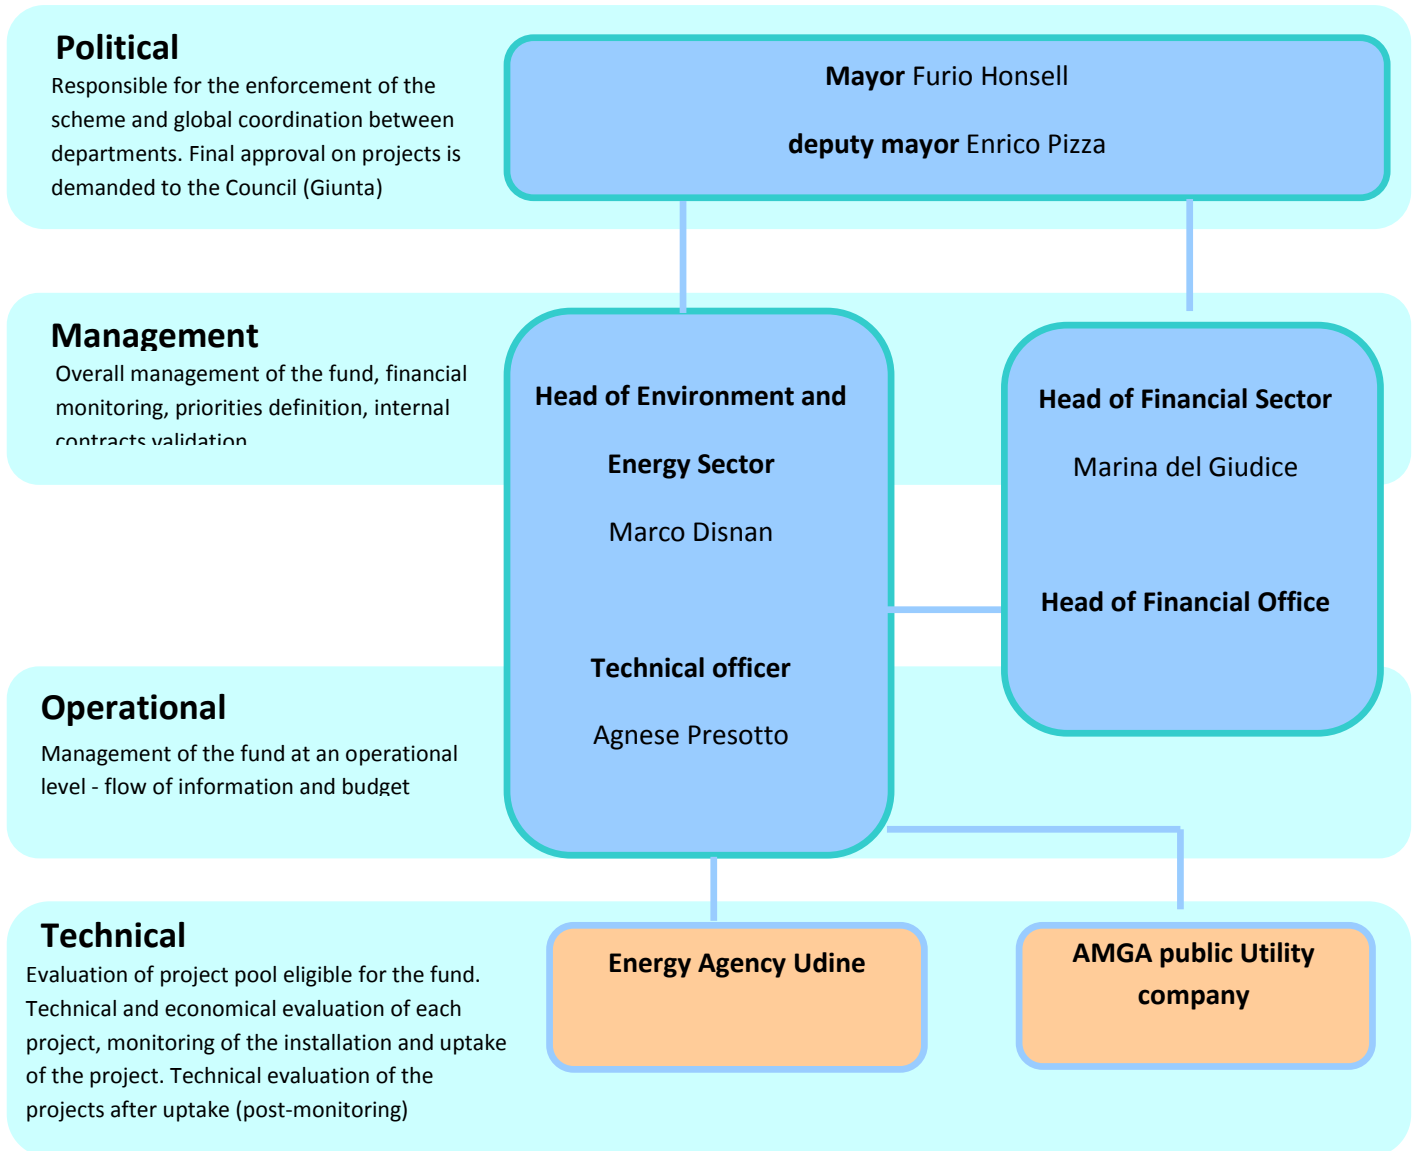 Political
Responsible for the enforcement of the
scheme and global coordination between
departments. Final approval on projects is
demanded to the Council (Giunta)
Mayor Furio Honsell
deputy mayor Enrico Pizza
Management
Overall management of the fund, financial
monitoring, priorities definition, internal
contracts validation
Head of Environment and
Energy Sector
Marco Disnan
Technical officer
Agnese Presotto
Head of Financial Sector
Marina del Giudice
Head of Financial Office
Operational
Management of the fund at an operational
level - flow of information and budget
Technical
Evaluation of project pool eligible for the fund.
Technical and economical evaluation of each
project, monitoring of the installation and uptake
of the project. Technical evaluation of the
projects after uptake (post-monitoring)
Energy Agency Udine
AMGA public Utility
company